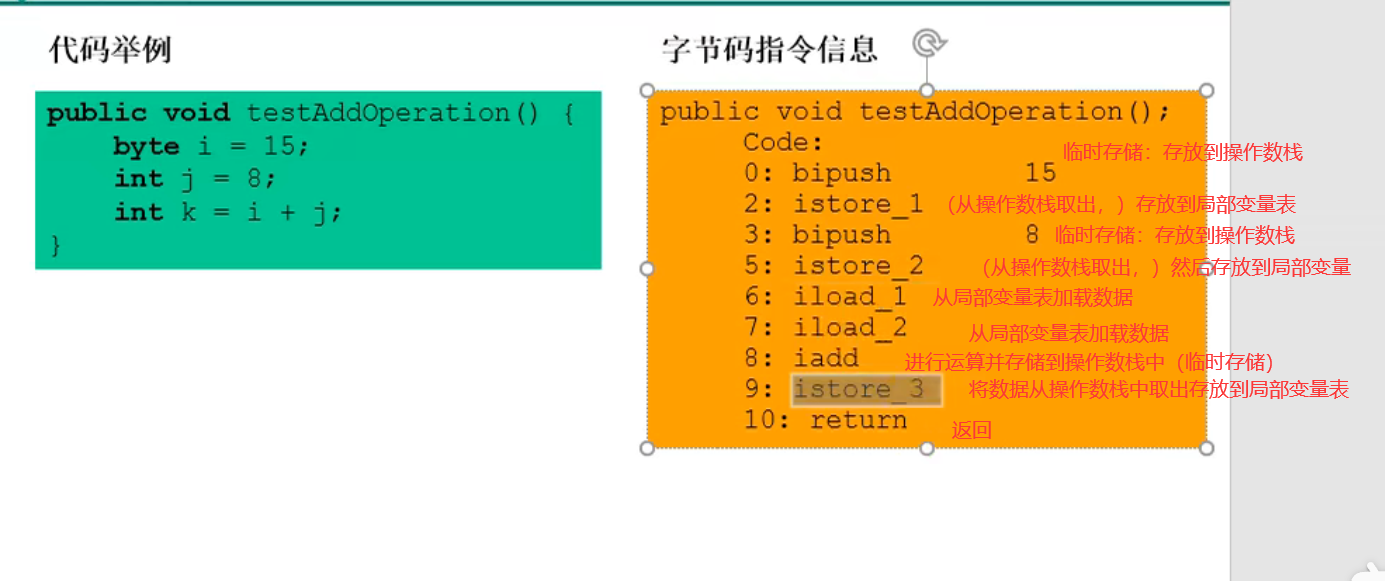 代码举例
public void testAddOperation() {
byte i = 15;
int j = 8;
int k = i + j;
}
字节码指令信息
public void testAddOperation();
Code:
临时存储：存放到操作数栈
0: bipush 15
2: istore_1 （从操作数栈取出，）存放到局部变量表
3: bipush 8 临时存储：存放到操作数栈
5: istore_2 （从操作数栈取出，）然后存放到局部变量
6: iload_1 从局部变量表加载数据
7: iload_2 从局部变量表加载数据
8: iadd 进行运算并存储到操作数栈中（临时存储）
9: istore_3 将数据从操作数栈中取出存放到局部变量表
10: return 返回